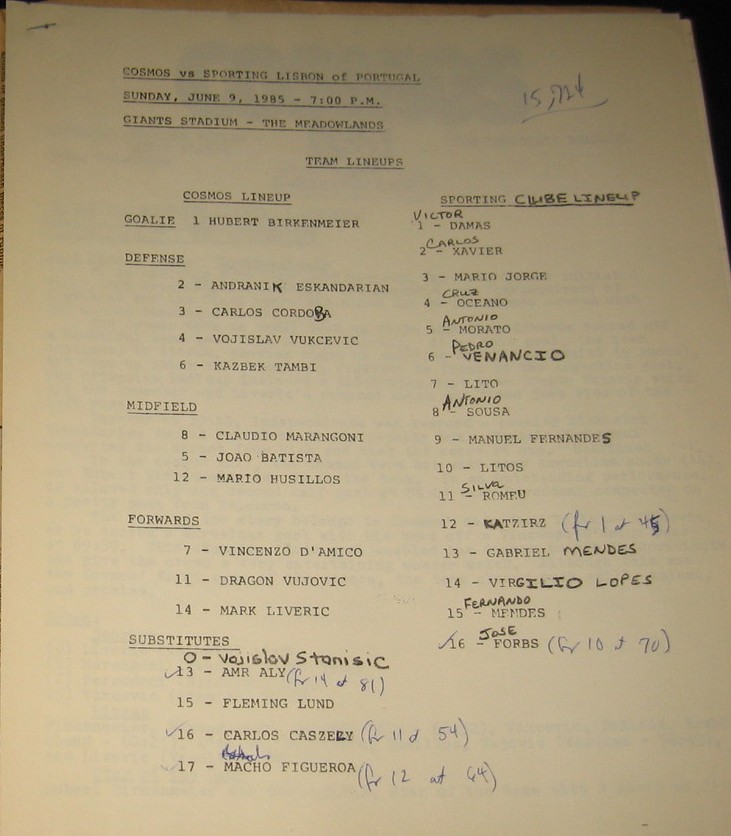 COSMOS vs SPORTING LISBON of PORTUGAL
SUNDAY, JUNE 9, 1985 - 7:00 P.M.
15,724
GIANTS STADIUM - THE MEADOWLANDS
TEAM LINEUPS
COSMOS LINEUP
GOALIE 1 HUBERT BIRKENMEIER
DEFENSE
2 - ANDRANIK ESKANDARIAN
3 - CARLOS CORDOBA
4 - VOJISLAV VUKCEVIC
6 - KAZBEK TAMBI
MIDFIELD
8 - CLAUDIO MARANGONI
5 - JOAO BATISTA
12 - MARIO HUSILLOS
FORWARDS
7 - VINCENZO D'AMICO
11 - DRAGON VUJOVIC
14 - MARK LIVERIC
SUBSTITUTES
0 - Vojislav Stanisic
13 - AMR ALY (fr 14 at 81)
15 - FLEMING LUND
16 - CARLOS CASZELY (fr 11 at 54)
17 - MACHO FIGUEROA (fr 12 at 64)
SPORTING CLUBE LINEUP
VICTOR
1 - DAMAS
CARLOS
2 - XAVIER
3 - MARIO JORGE
CRUZ
4 - OCEANO
ANTONIO
5 - MORATO
PEDRO
6 - VENANCIO
7 - LITO
ANTONIO
8 - SOUSA
9 - MANUEL FERNANDES
10 - LITOS
SILVA
11 - ROMEU
12 - KATZIRZ (fr 1 at 45)
13 - GABRIEL MENDES
14 - VIRGILIO LOPES
FERNANDO
15 - MENDES
JOSE
16 - FORBS (fr 10 at 70)